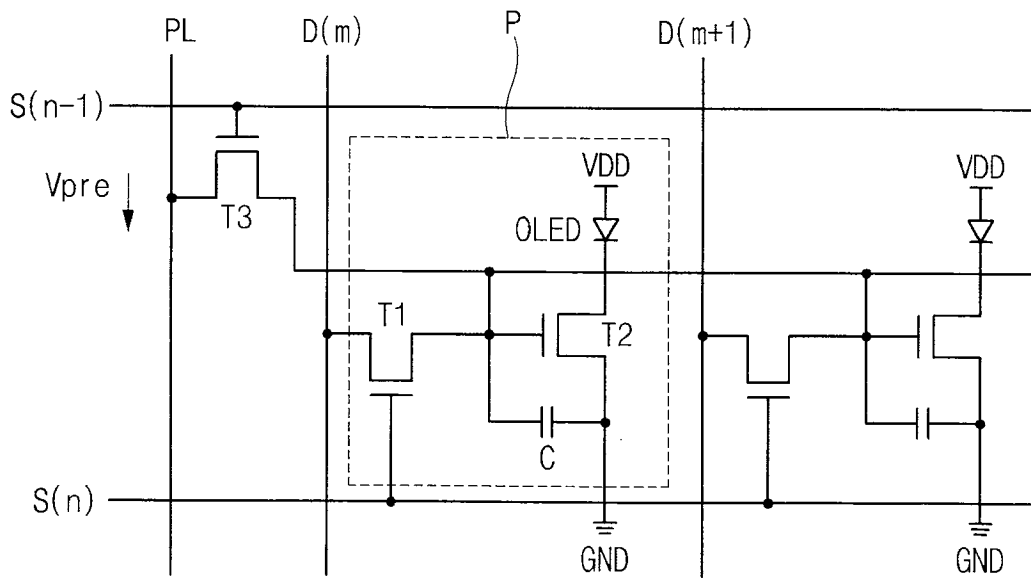 PL
D(m)
P
D(m+1)
S(n-1)
VDD
VDD
Vpre
T3
OLED
T1
T2
C
S(n)
GND
GND